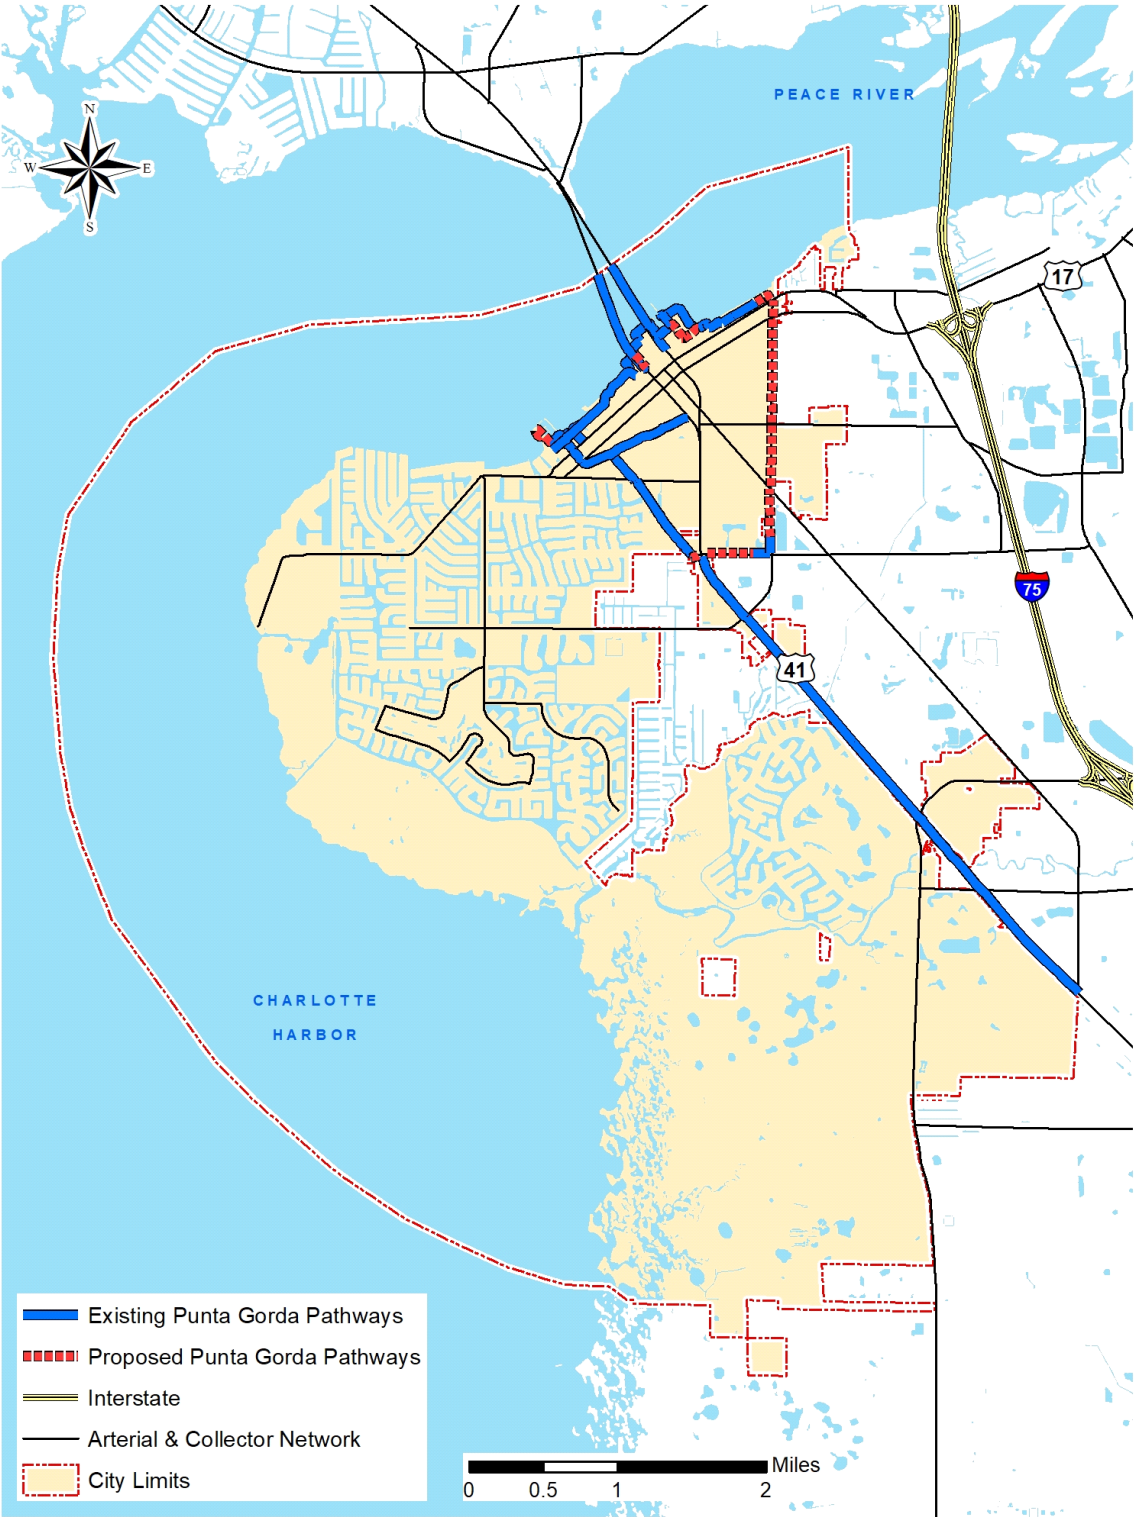 PEACE RIVER
N
W E
S
17
75
41
CHARLOTTE
HARBOR
Existing Punta Gorda Pathways
Proposed Punta Gorda Pathways
Interstate
Arterial & Collector Network
City Limits
Miles
0 0.5 1 2